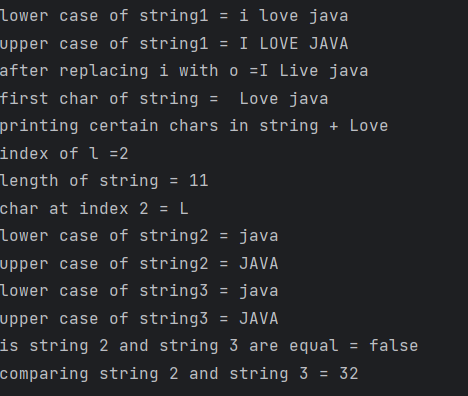 lower case of string1 = i love java
upper case of string1 = I LOVE JAVA
after replacing i with o =I Live java
first char of string =  Love java
printing certain chars in string + Love
index of l =2
length of string = 11
char at index 2 = L
lower case of string2 = java
upper case of string2 = JAVA
lower case of string3 = java
upper case of string3 = JAVA
is string 2 and string 3 are equal = false
comparing string 2 and string 3 = 32